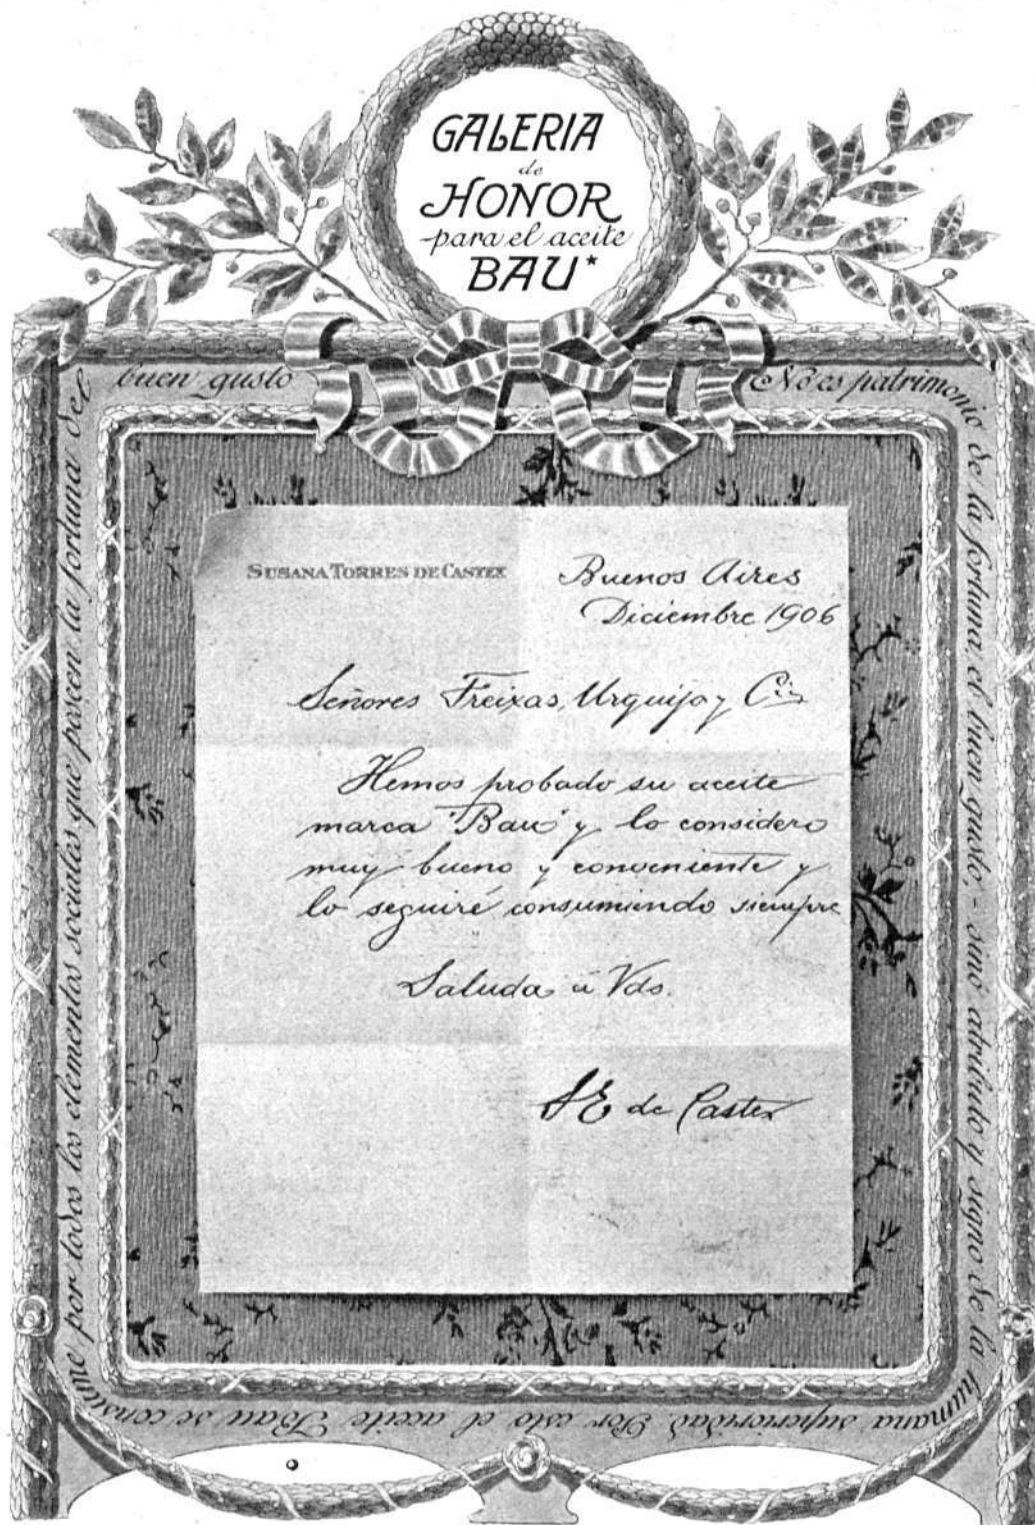 GALERIA
de
HONOR
para el aceite
BAU*
No es patrimonio de la fortuna, el buen gusto, - sinó atributo y signo de la humana superioridad. Por esto el aceite Bau se consume por todos los elementos sociales que poseen la fortuna del buen gusto
SUSANA TORRES DE CASTEX
Buenos Aires
Diciembre 1906
Señores Freixas, Urquijo y Cia
Hemos probado su aceite
marca "Bau" y lo considero
muy bueno y conveniente y
lo seguiré consumiendo siempre
Saluda á Vds.
de Castex